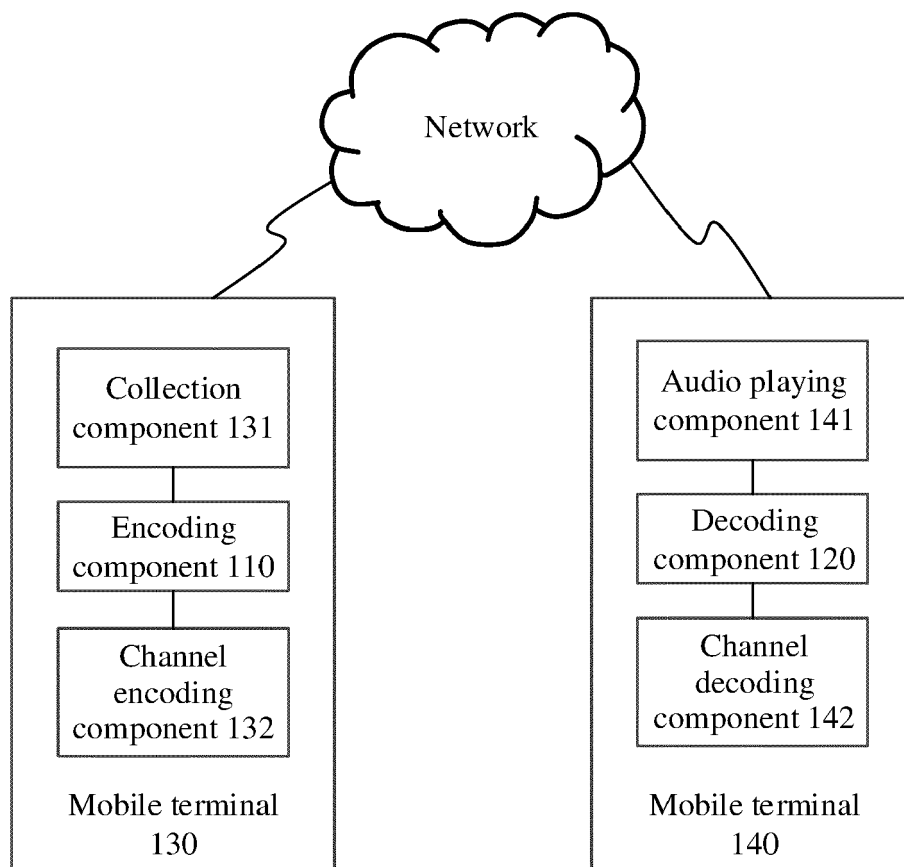 Network
Collection
component 131
Encoding
component 110
Channel
encoding
component 132
Mobile terminal
130
Audio playing
component 141
Decoding
component 120
Channel
decoding
component 142
Mobile terminal
140